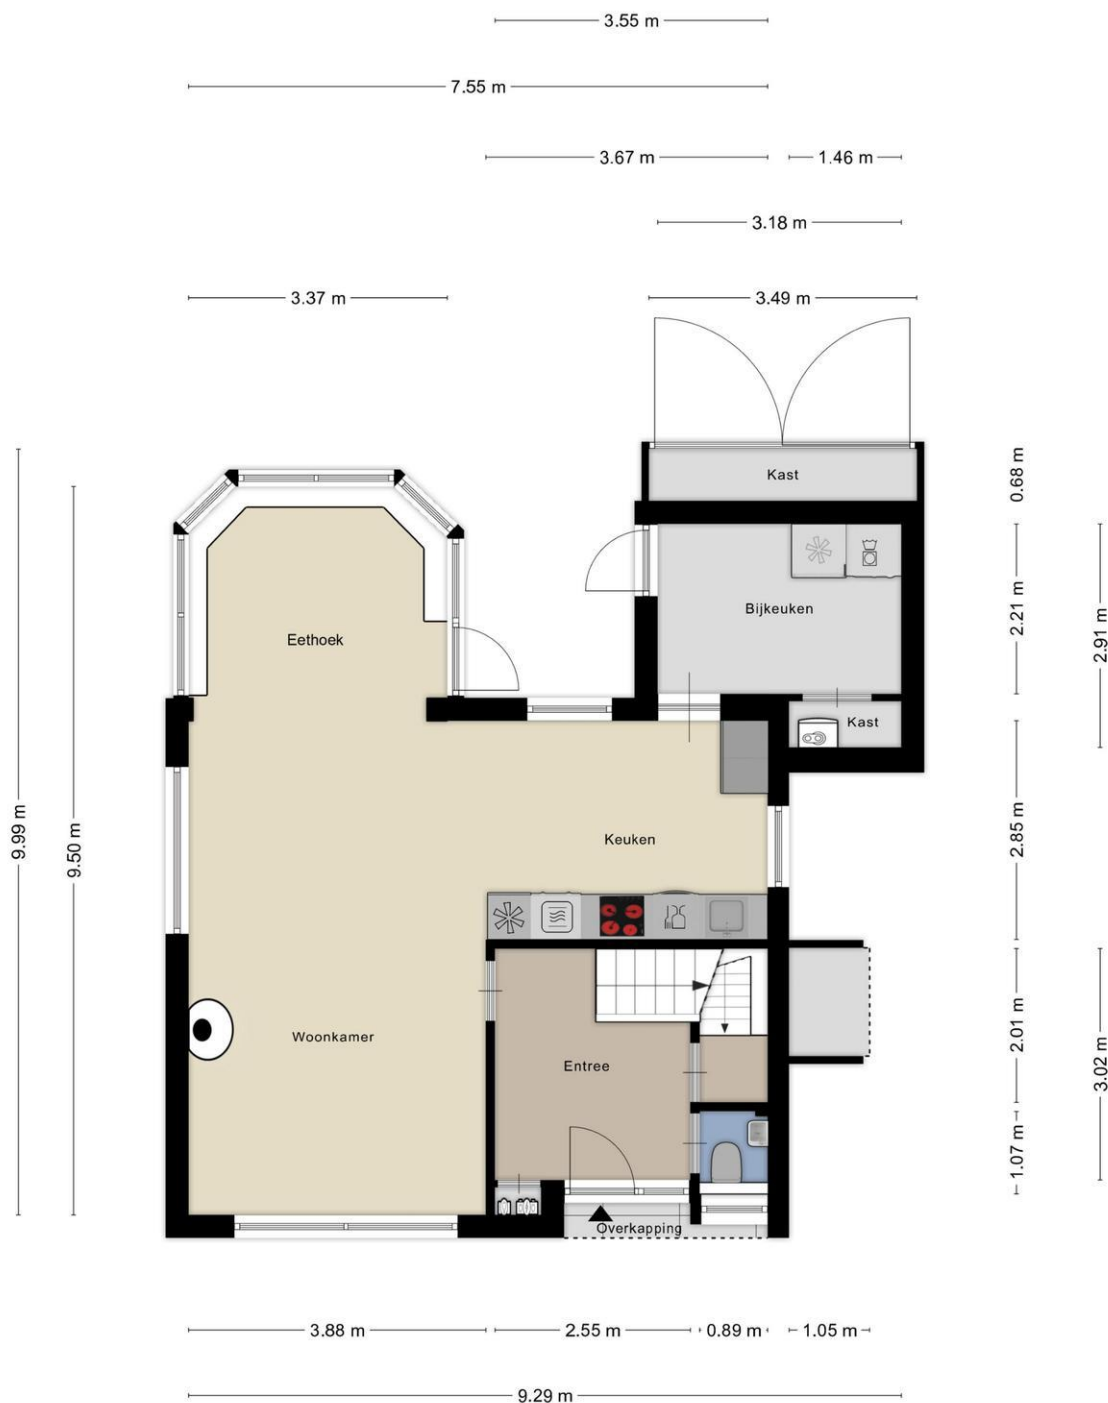 3.55 m
7.55 m
3.67 m
1.46 m
3.18 m
3.37 m
3.49 m
Kast
0.68 m
Bijkeuken
2.21 m
2.91 m
Eethoek
Kast
9.99 m
9.50 m
Keuken
2.85 m
Woonkamer
Entree
2.01 m
3.02 m
1.07 m
Overkapping
3.88 m
2.55 m
0.89 m
1.05 m
9.29 m